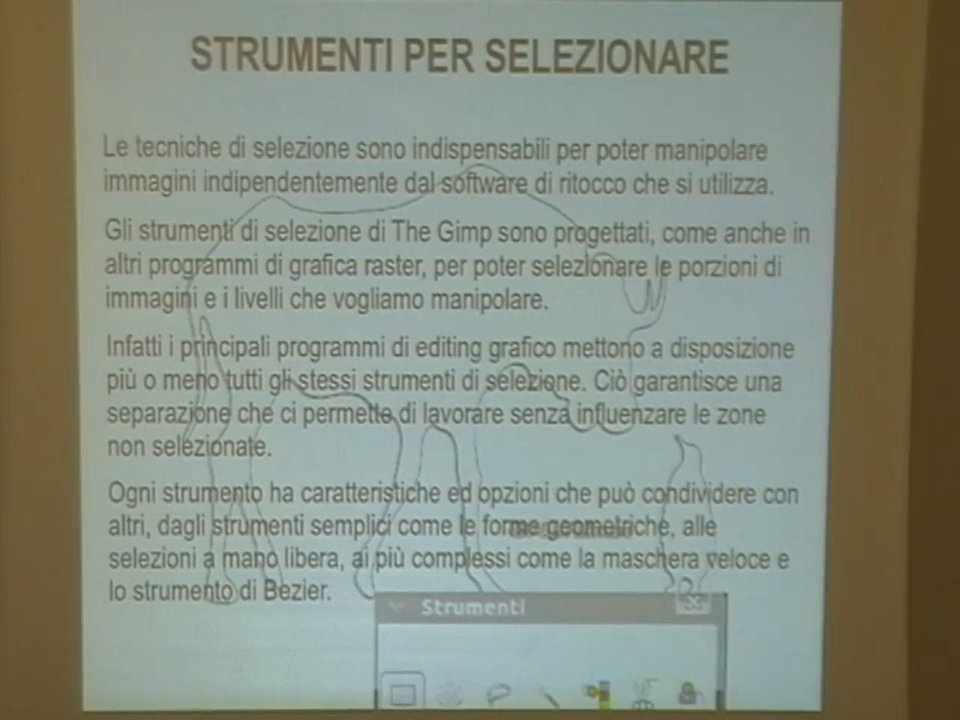 STRUMENTI PER SELEZIONARE
Le tecniche di selezione sono indispensabili per poter manipolare
immagini indipendentemente dal software di ritocco che si utilizza.
Gli strumenti di selezione di The Gimp sono progettati, come anche in
altri programmi di grafica raster, per poter selezionare le porzioni di
immagini e i livelli che vogliamo manipolare.
Infatti i principali programmi di editing grafico mettono a disposizione
più o meno tutti gli stessi strumenti di selezione. Ciò garantisce una
separazione che ci permette di lavorare senza influenzare le zone
non selezionate.
Ogni strumento ha caratteristiche ed opzioni che può condividere con
altri, dagli strumenti semplici come le forme geometriche, alle
selezioni a mano libera, ai più complessi come la maschera veloce e
lo strumento di Bezier.
Strumenti